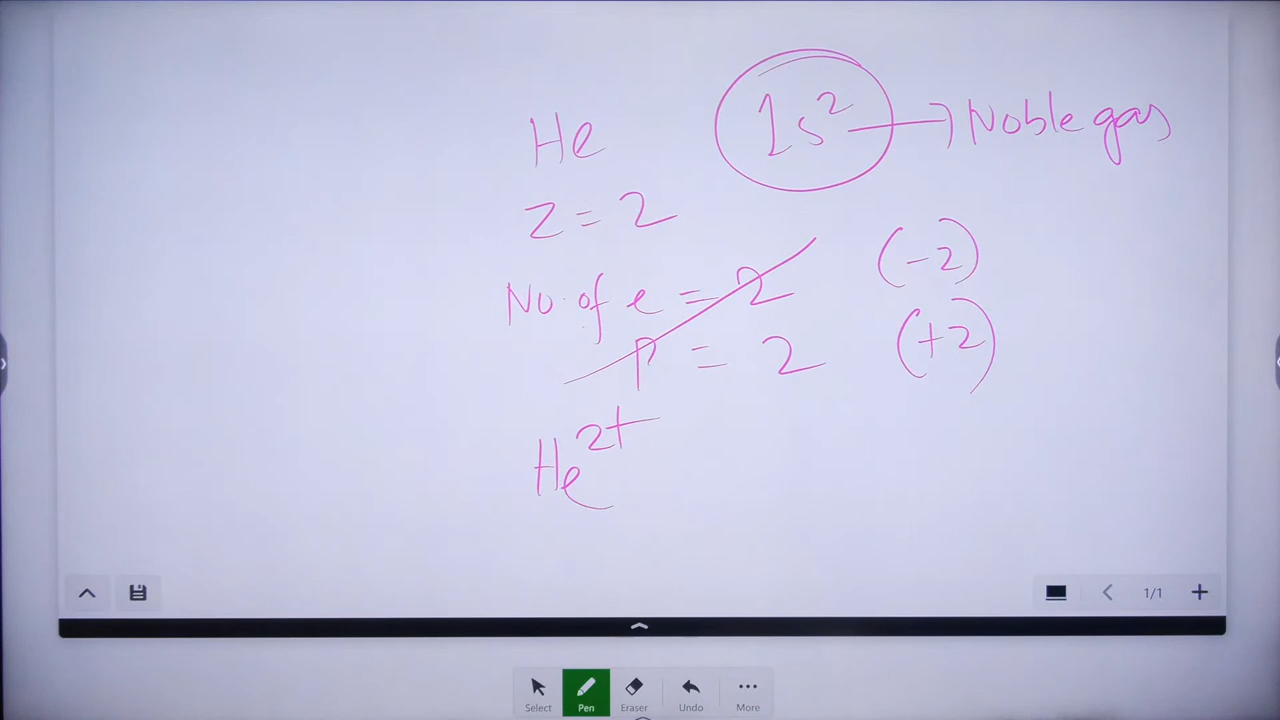 He
1s² → Noble gas
z = 2
No. of e = 2 (-2)
p = 2 (+2)
He²⁺
1/1
Select Pen Eraser Undo More